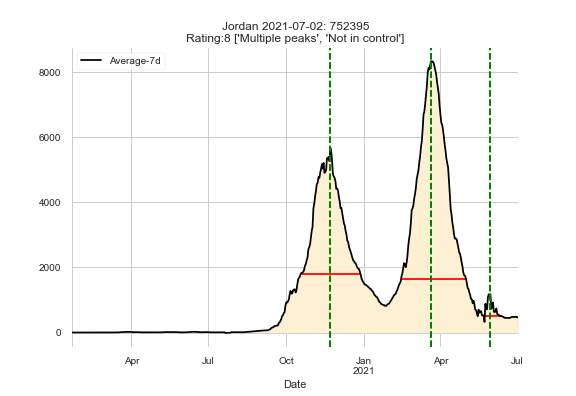 Jordan 2021-07-02: 752395
Rating:8 ['Multiple peaks', 'Not in control']
Average-7d
8000
6000
4000
2000
0
Apr
Jul
Oct
Jan
2021
Apr
Jul
Date